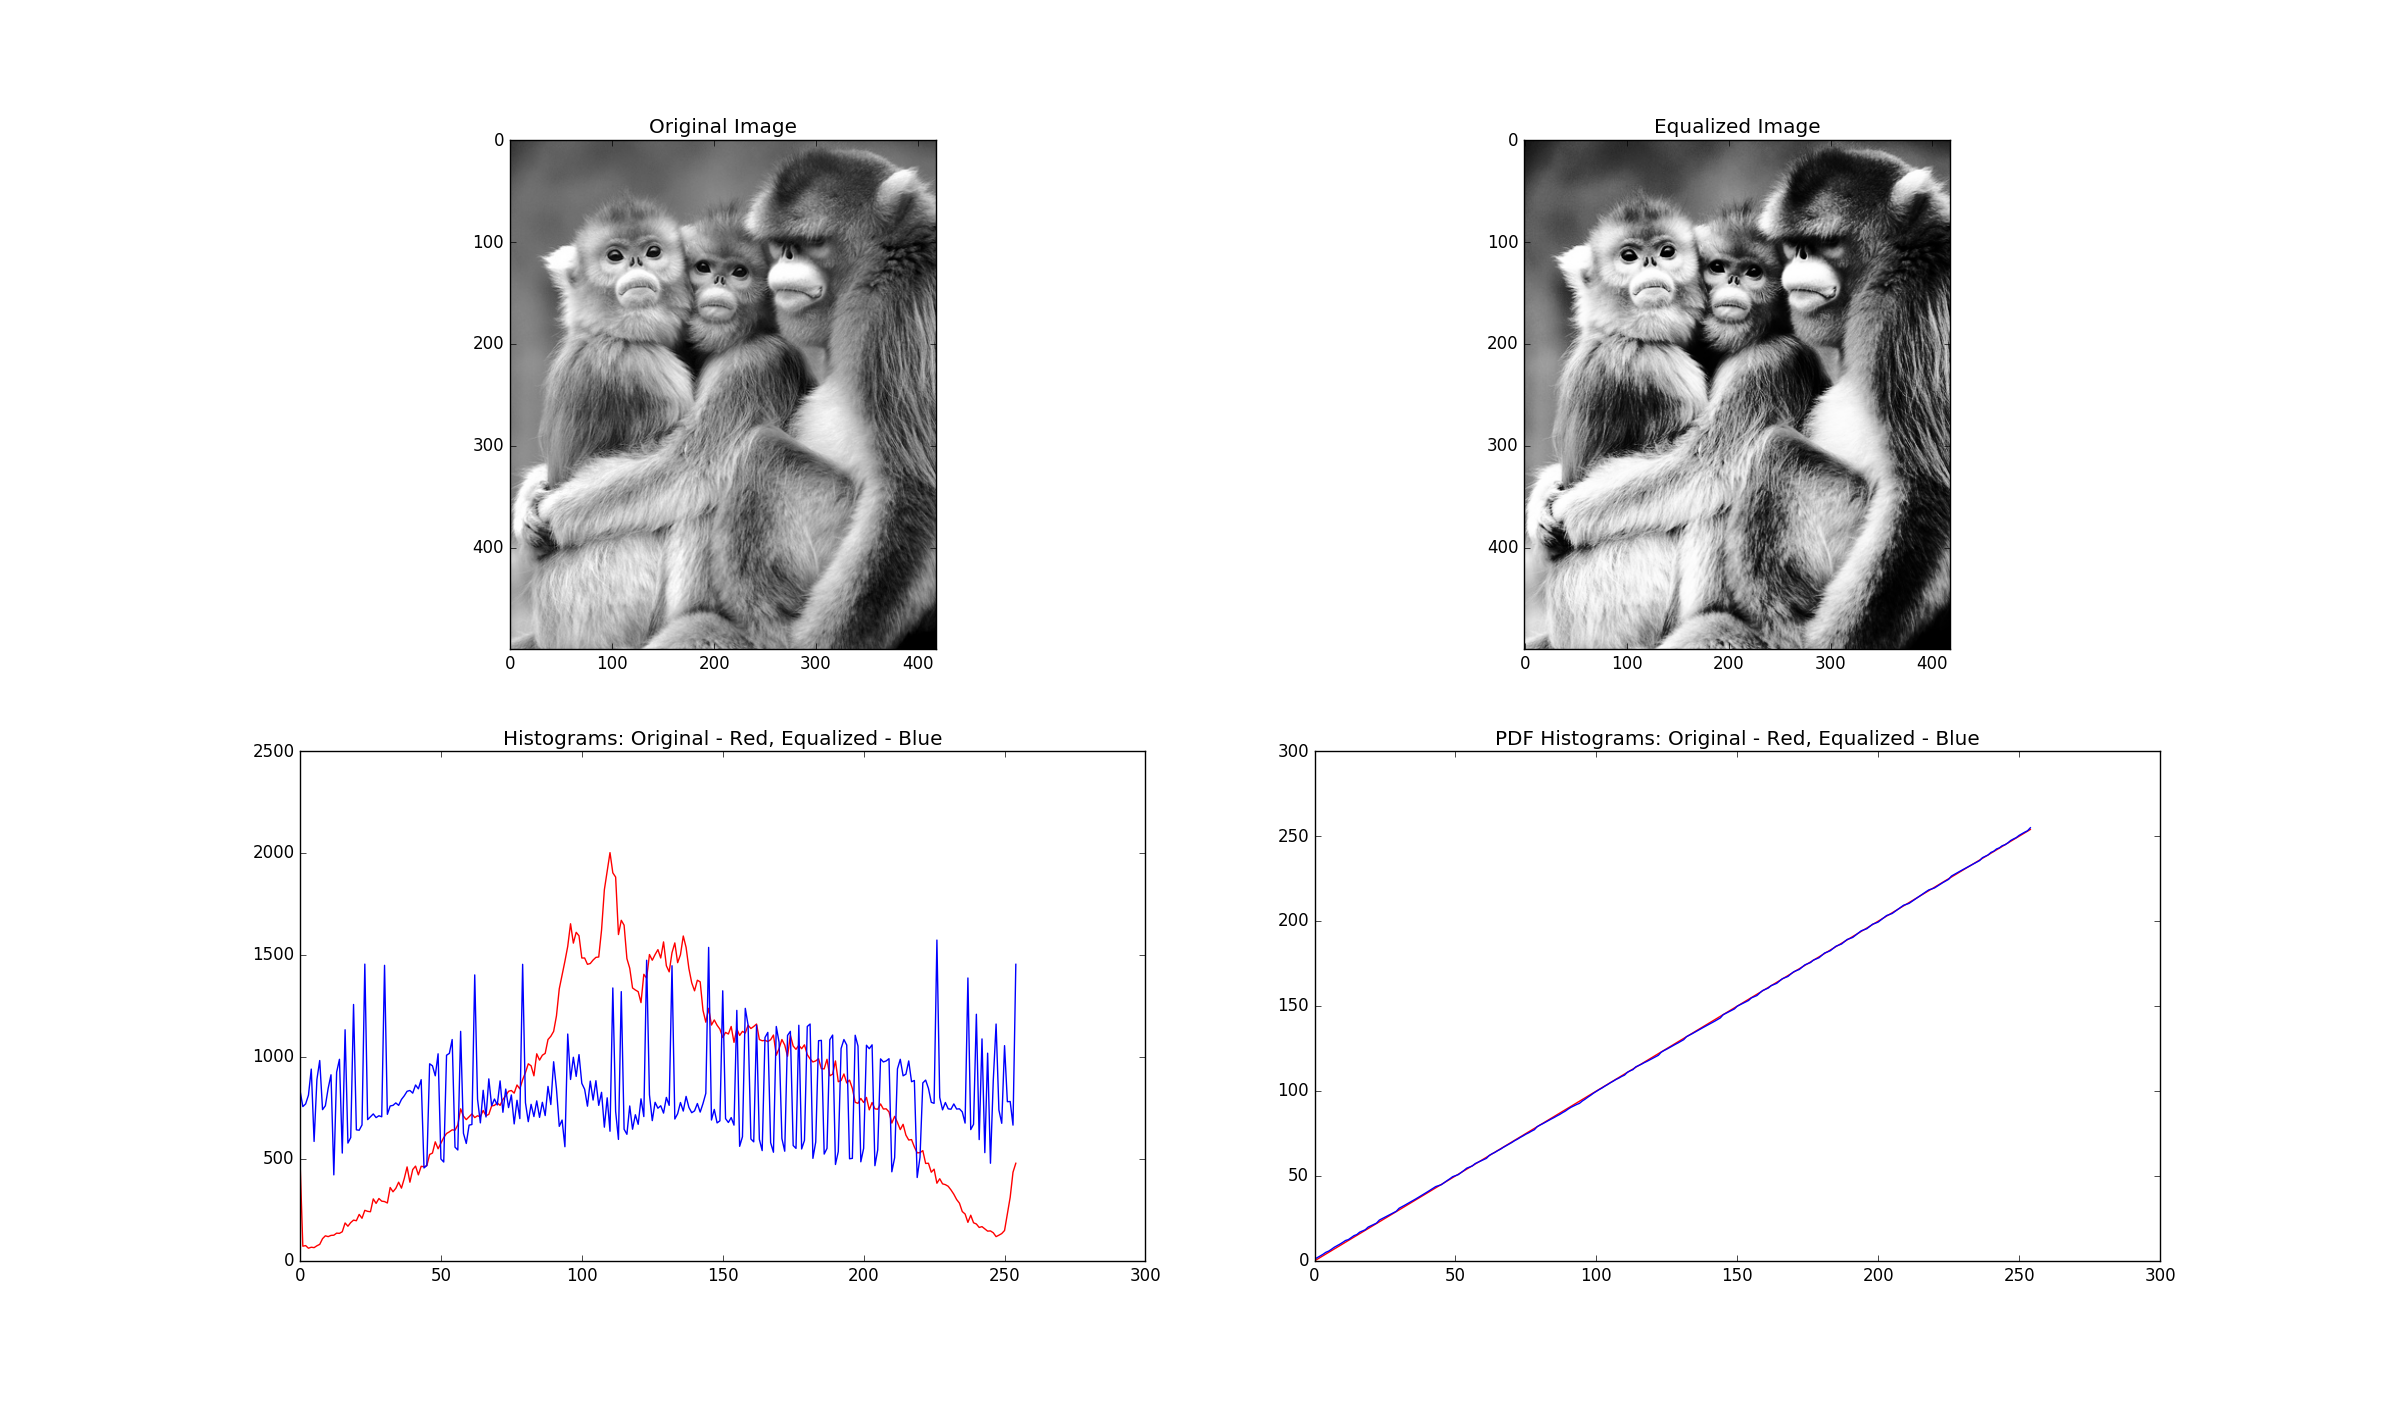 Original Image
0
100
200
300
400
0 100 200 300 400
Equalized Image
0
100
200
300
400
0 100 200 300 400
Histograms: Original - Red, Equalized - Blue
2500
2000
1500
1000
500
0
0 50 100 150 200 250 300
PDF Histograms: Original - Red, Equalized - Blue
300
250
200
150
100
50
0
0 50 100 150 200 250 300